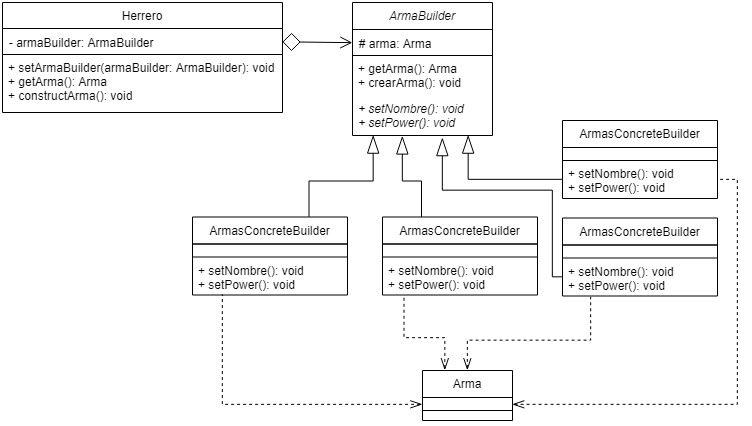 Herrero
- armaBuilder: ArmaBuilder
+ setArmaBuilder(armaBuilder: ArmaBuilder): void
+ getArma(): Arma
+ constructArma(): void
ArmaBuilder
# arma: Arma
+ getArma(): Arma
+ crearArma(): void
+ setNombre(): void
+ setPower(): void
ArmasConcreteBuilder
+ setNombre(): void
+ setPower(): void
ArmasConcreteBuilder
+ setNombre(): void
+ setPower(): void
ArmasConcreteBuilder
+ setNombre(): void
+ setPower(): void
ArmasConcreteBuilder
+ setNombre(): void
+ setPower(): void
Arma